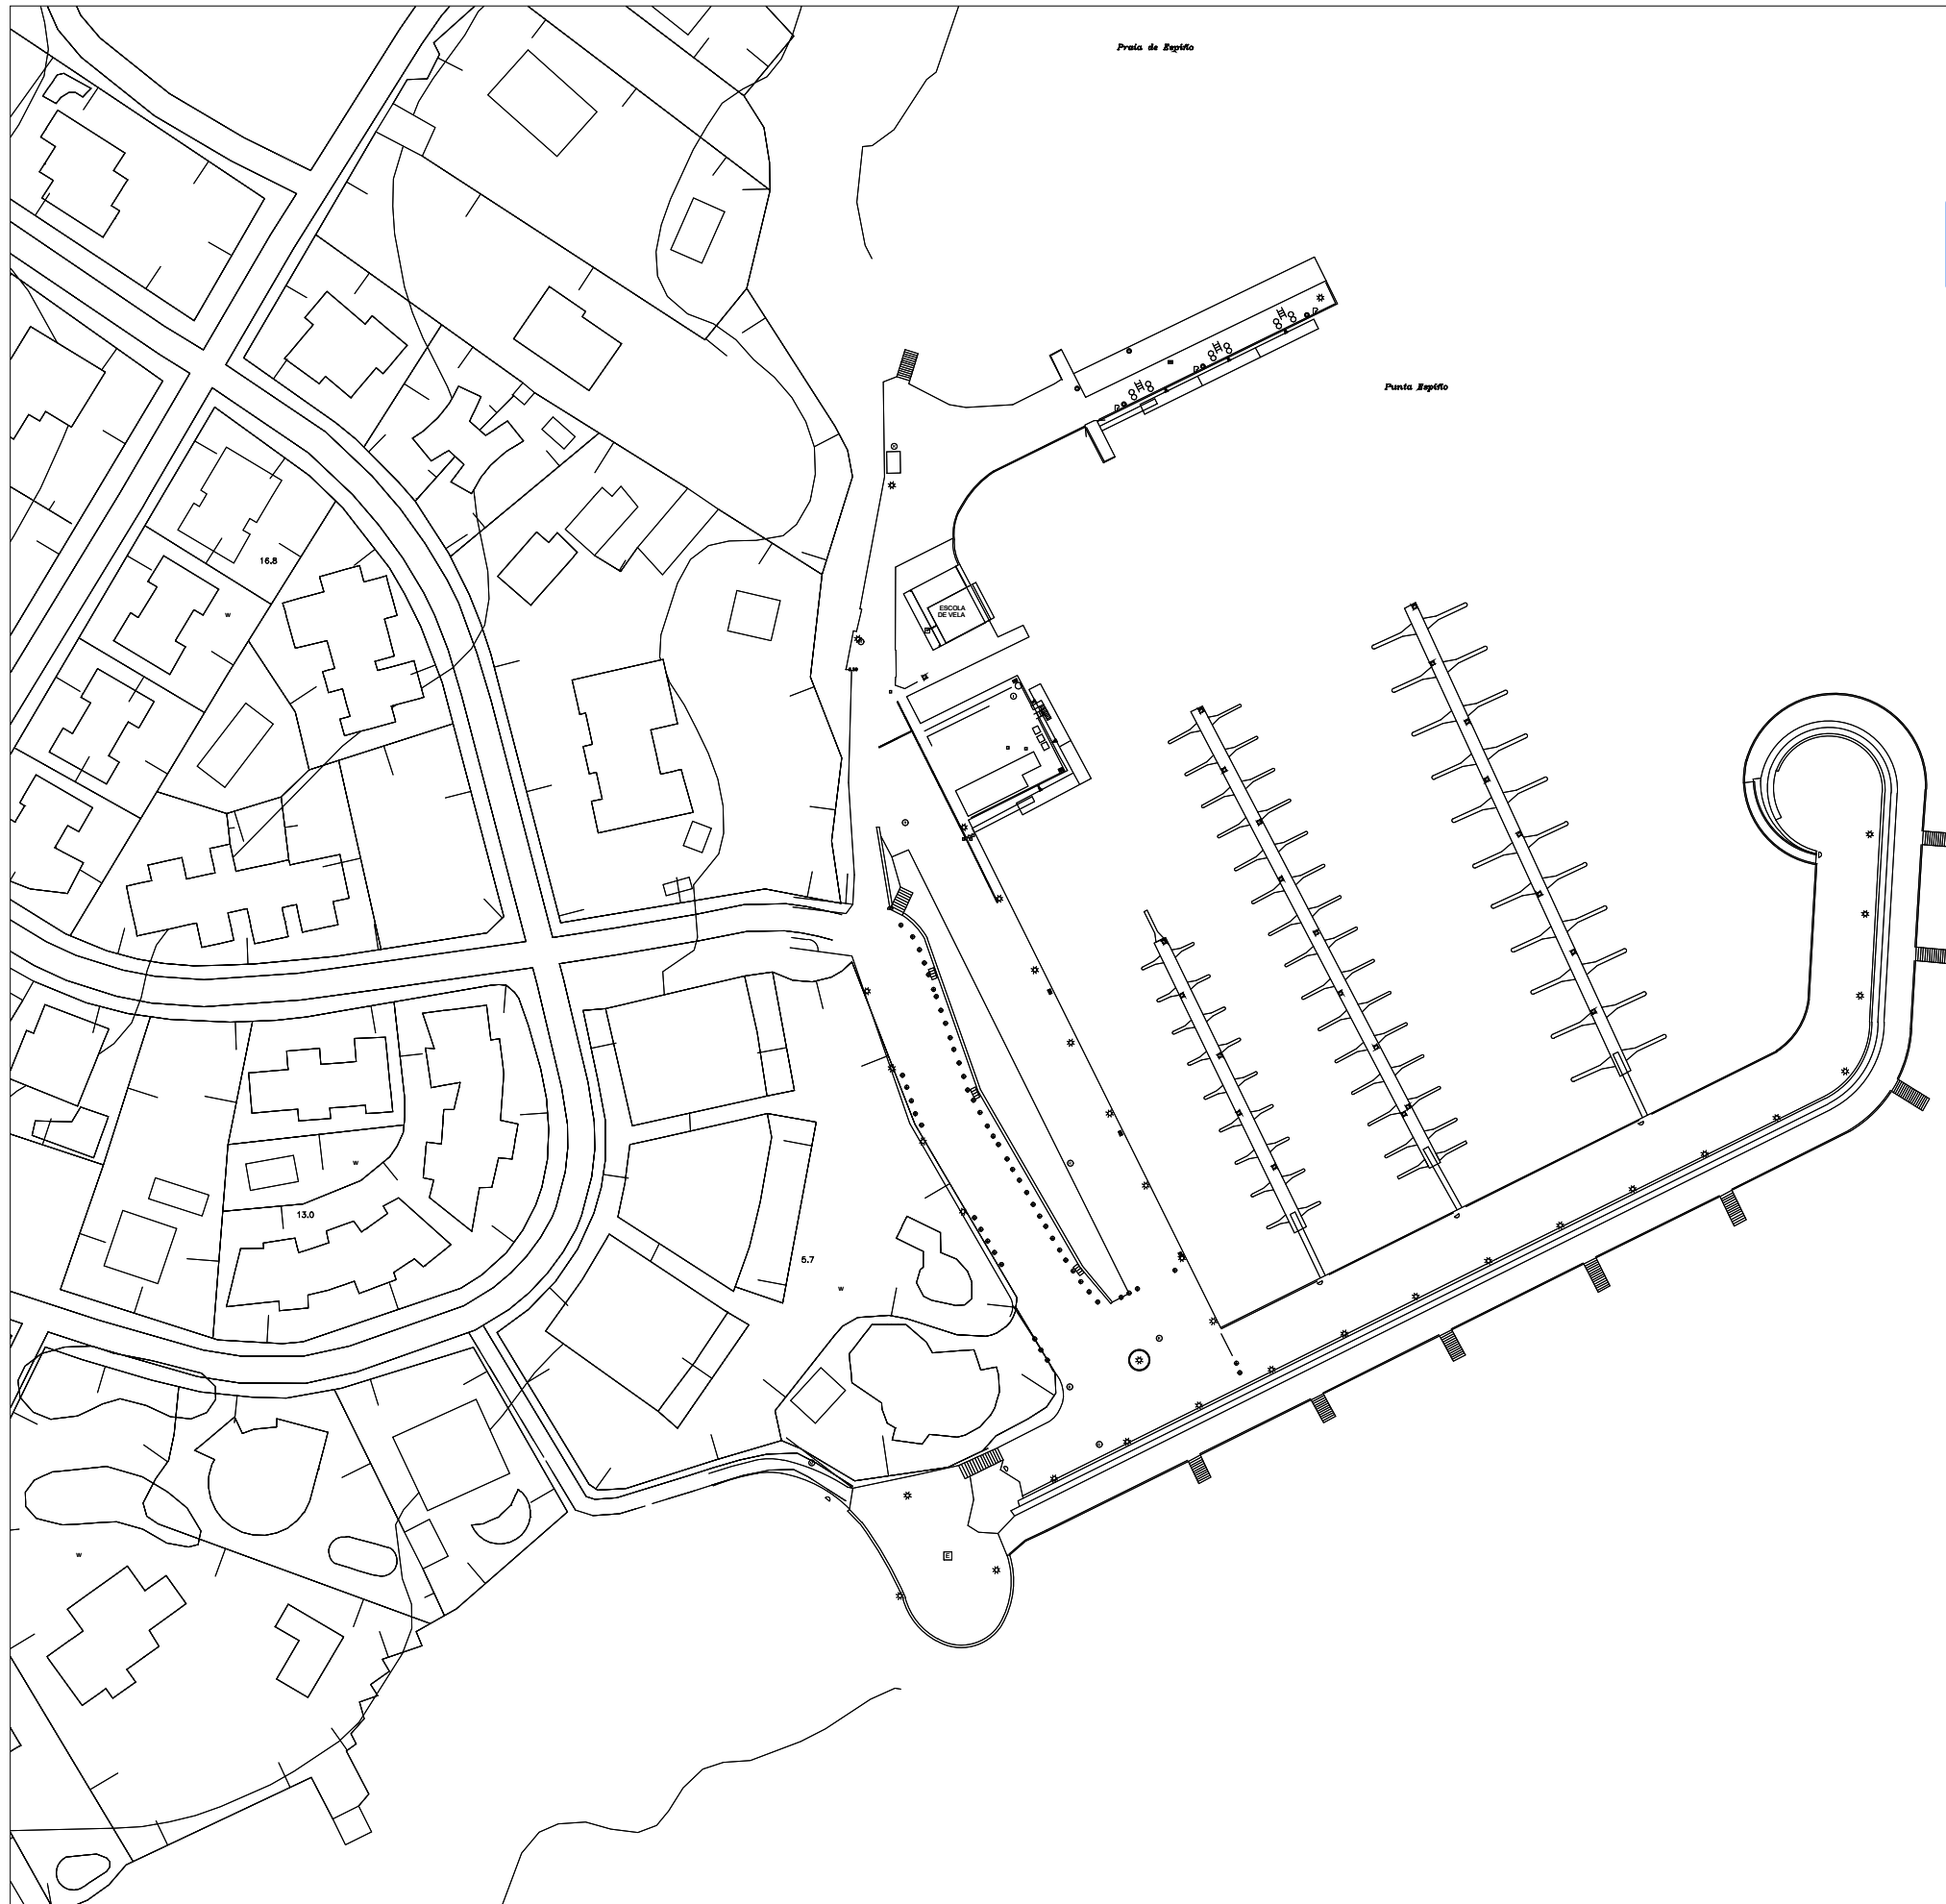 Praia de Espiño
Punta Espiño
16.8
w
ESCOLA
DE VELA
w
13.0
5.7
w
w
E